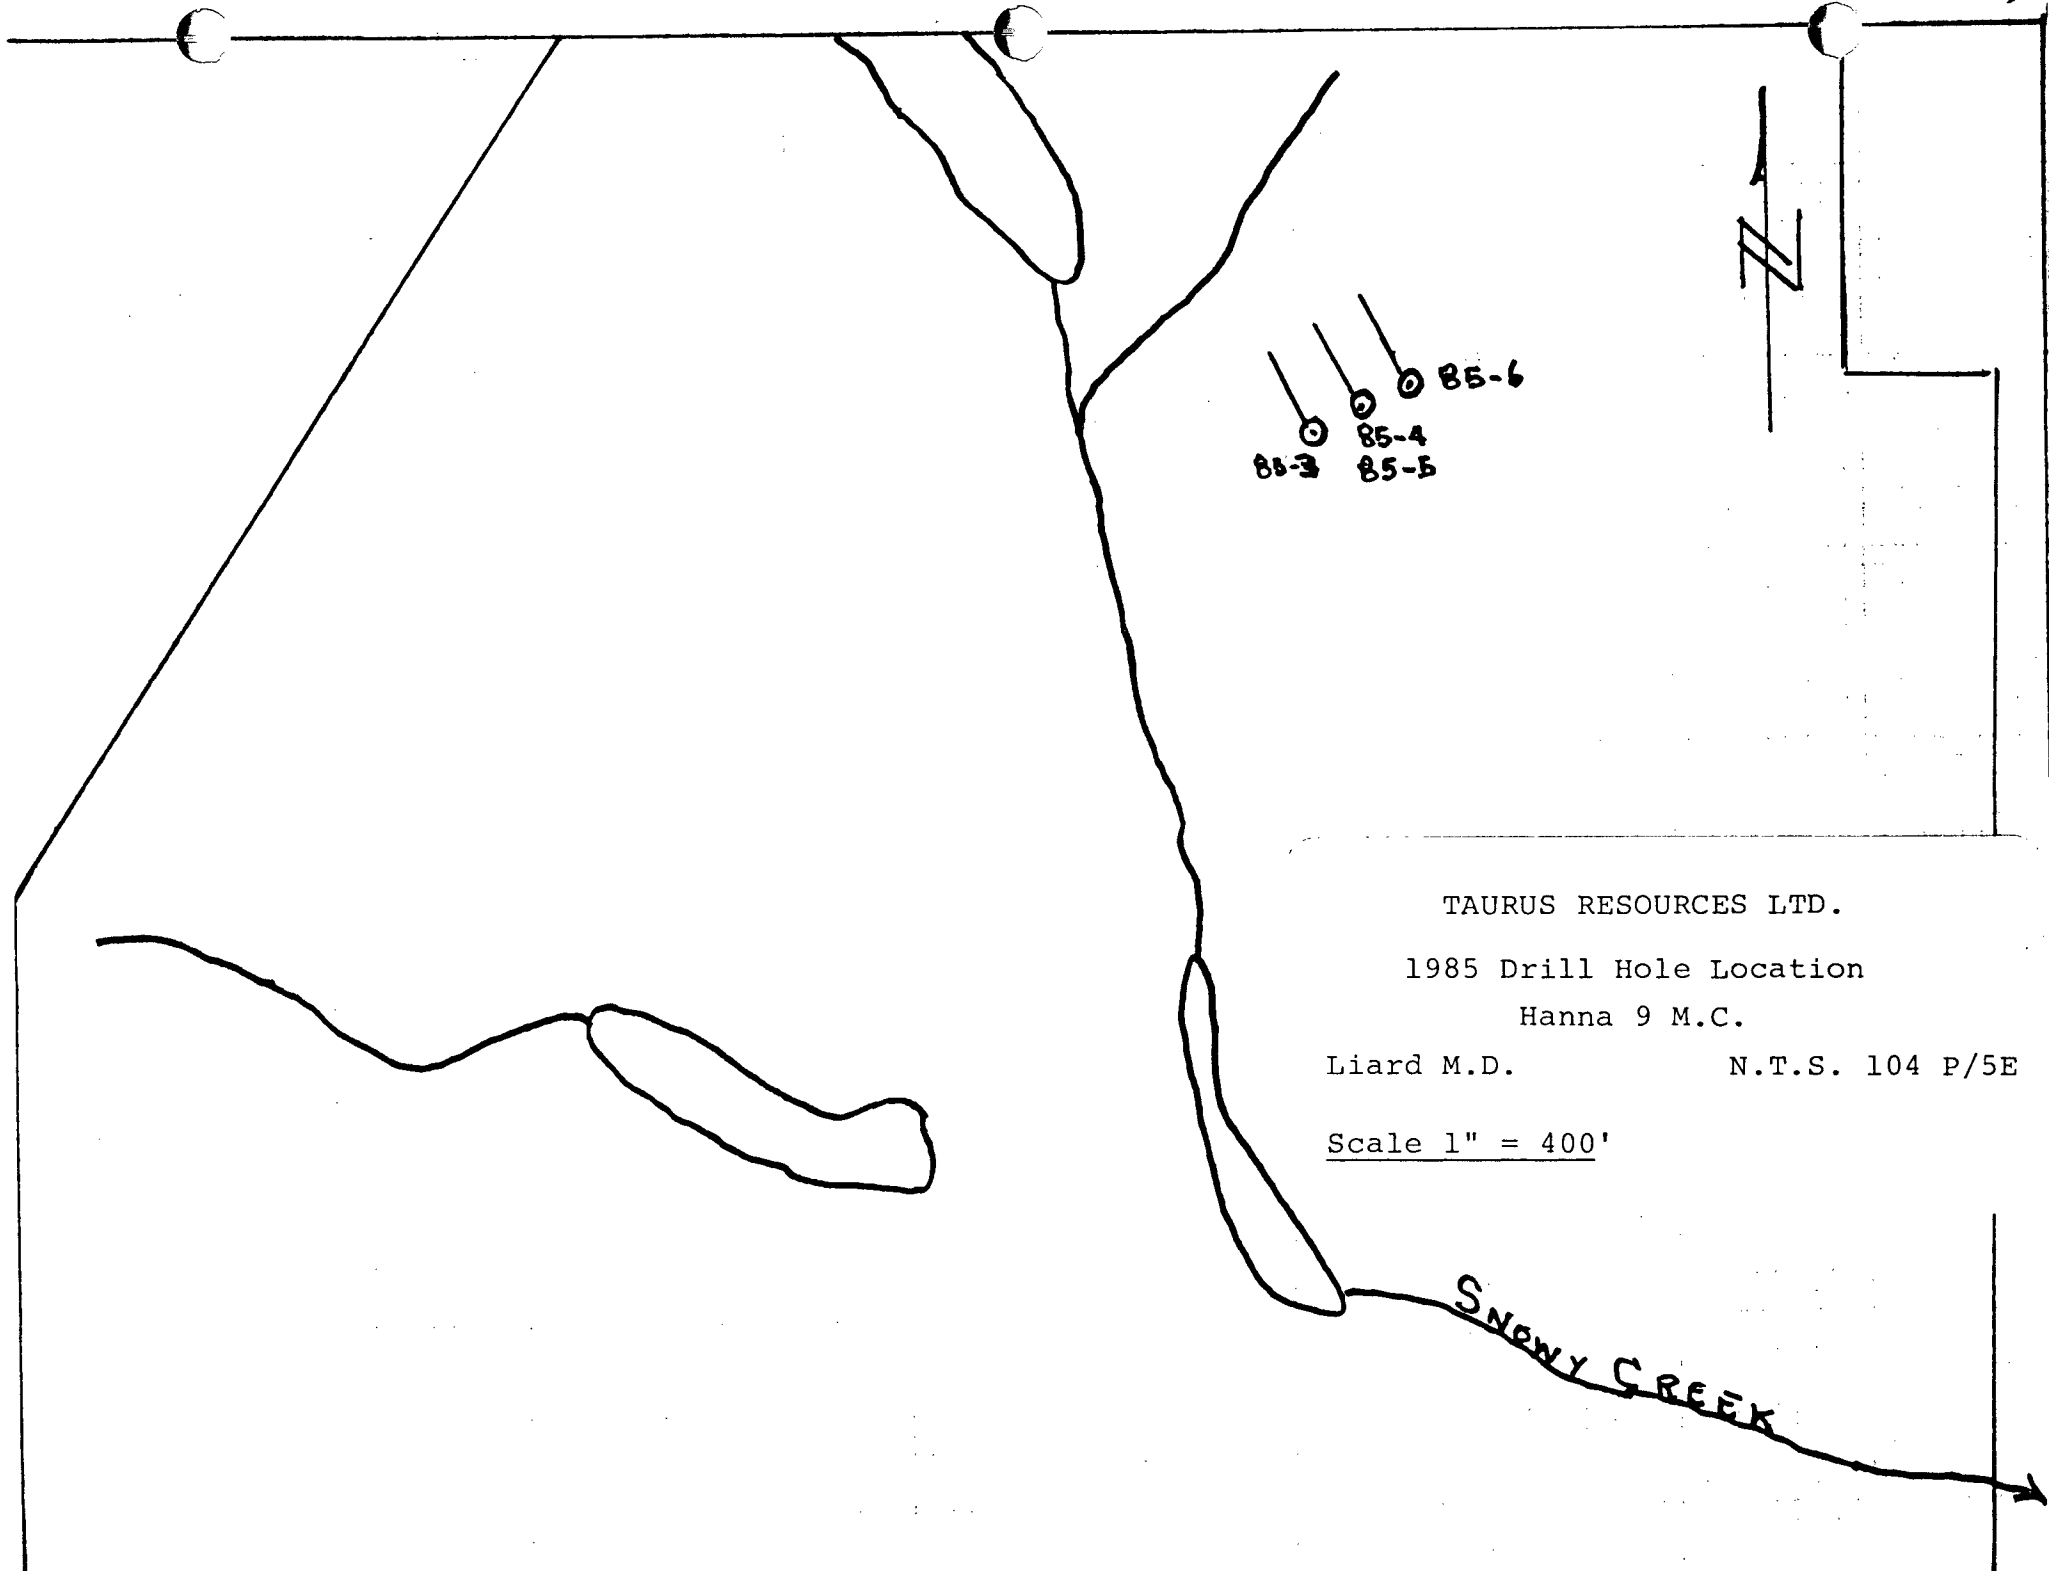 N
85-6
85-4
85-3 85-5
TAURUS RESOURCES LTD.
1985 Drill Hole Location
Hanna 9 M.C.
Liard M.D. N.T.S. 104 P/5E
Scale 1" = 400'
SNOWY CREEK